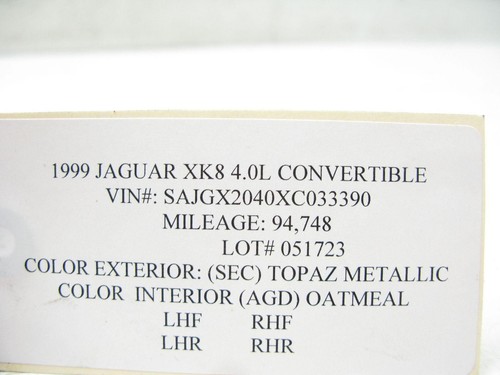 1999 JAGUAR XK8 4.0L CONVERTIBLE
VIN#: SAJGX2040XC033390
MILEAGE: 94,748
LOT# 051723
COLOR EXTERIOR: (SEC) TOPAZ METALLIC
COLOR INTERIOR (AGD) OATMEAL
LHF RHF
LHR RHR